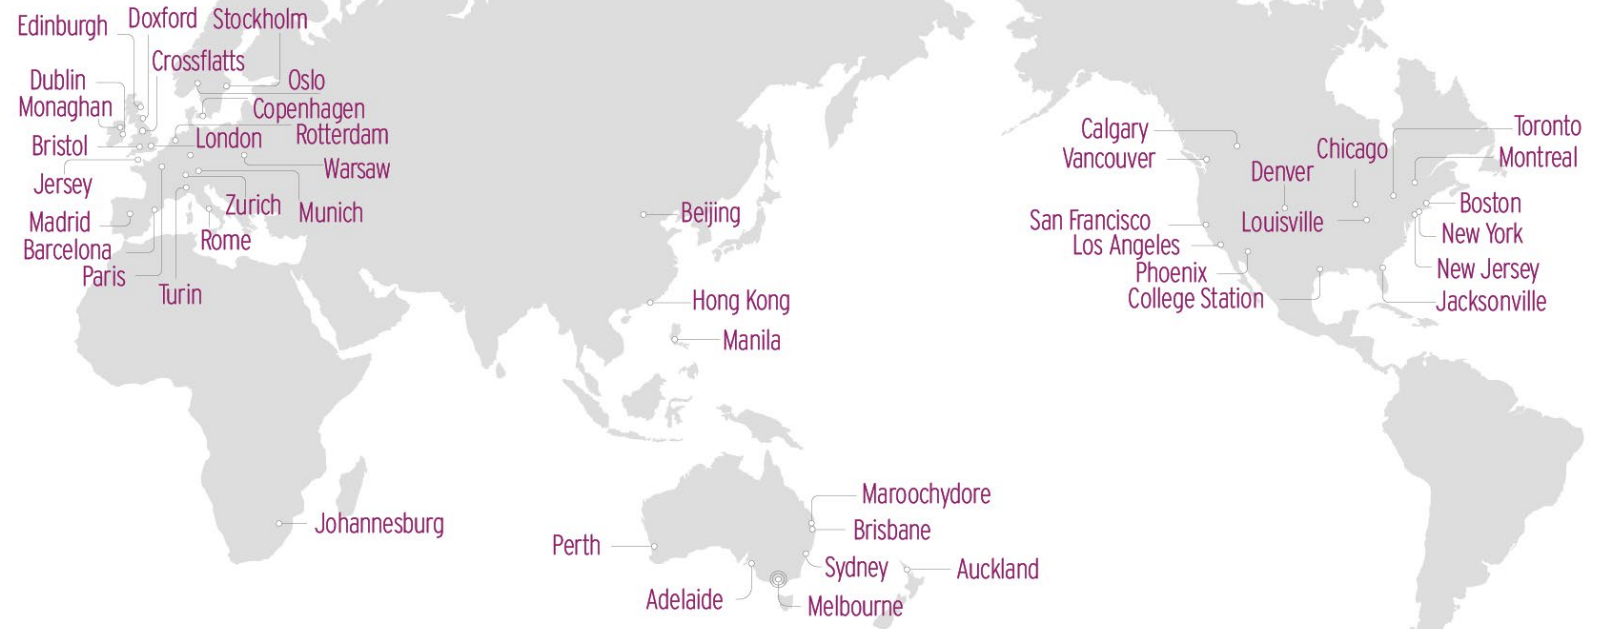 Edinburgh
Doxford
Stockholm
Crossflatts
Dublin
Oslo
Monaghan
Copenhagen
Rotterdam
Bristol
London
Warsaw
Jersey
Zurich
Munich
Madrid
Rome
Barcelona
Paris
Turin
Beijing
Hong Kong
Manila
Johannesburg
Maroochydore
Brisbane
Perth
Sydney
Auckland
Adelaide
Melbourne
Calgary
Toronto
Vancouver
Chicago
Montreal
Denver
San Francisco
Louisville
Boston
Los Angeles
New York
Phoenix
New Jersey
College Station
Jacksonville